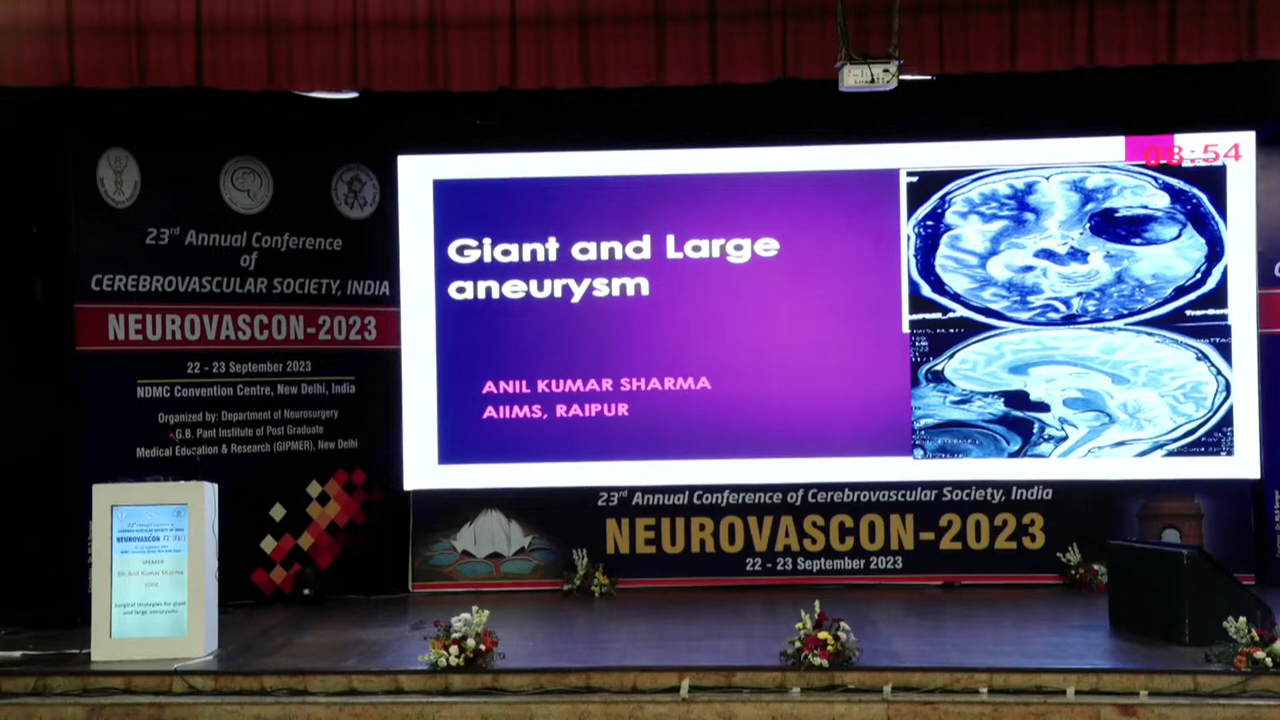 23rd Annual Conference
of
CEREBROVASCULAR SOCIETY, INDIA
NEUROVASCON-2023
22 - 23 September 2023
NDMC Convention Centre, New Delhi, India
Organized by: Department of Neurosurgery
G.B. Pant Institute of Post Graduate
Medical Education & Research (GIPMER), New Delhi
08:54
Giant and Large
aneurysm
ANIL KUMAR SHARMA
AIIMS, RAIPUR
23rd Annual Conference of Cerebrovascular Society, India
NEUROVASCON-2023
22 - 23 September 2023
NEUROVASCON
SPEAKER
Dr Anil Kumar Sharma
Surgical strategies for giant
and large aneurysms